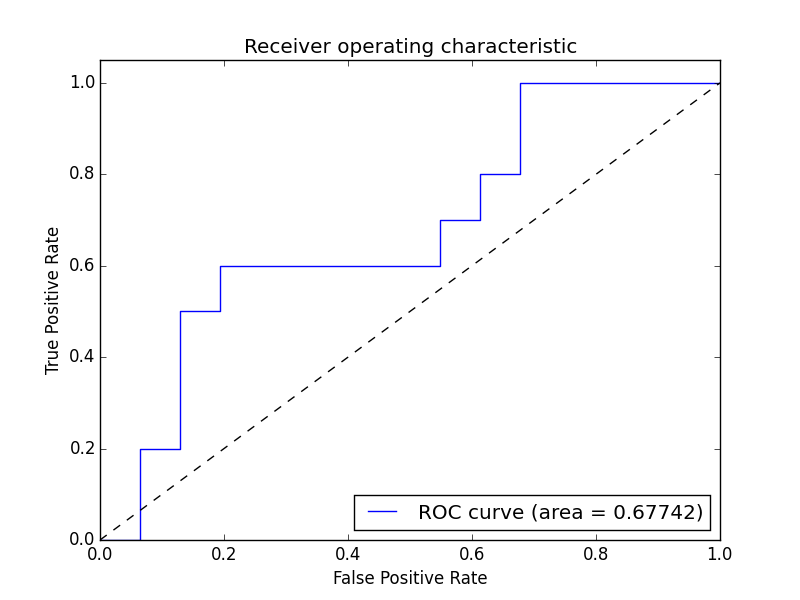 Receiver operating characteristic
1.0
0.8
0.6
0.4
0.2
0.0
True Positive Rate
ROC curve (area = 0.67742)
0.0 0.2 0.4 0.6 0.8 1.0
False Positive Rate